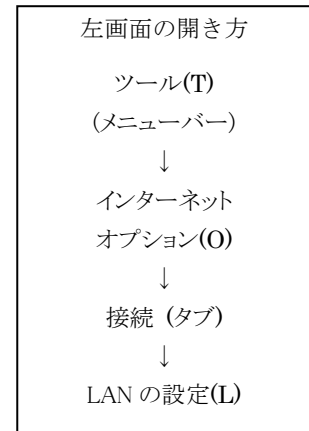 左画面の開き方
ツール(T)
(メニューバー)
↓
インターネット
オプション(O)
↓
接続 (タブ)
↓
LAN の設定(L)